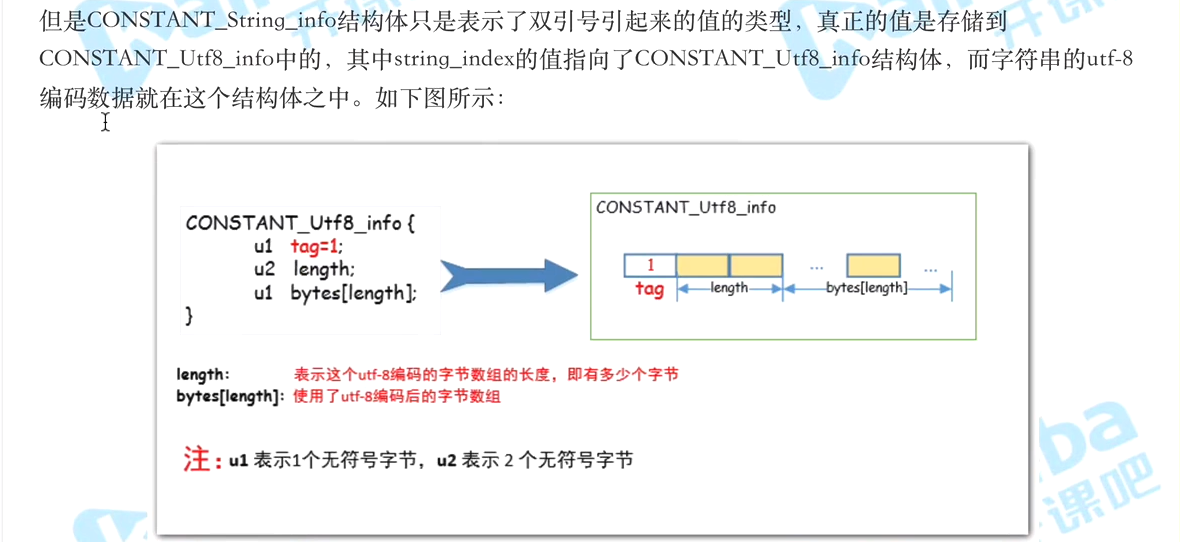 但是CONSTANT_String_info结构体只是表示了双引号引起来的值的类型，真正的值是存储到
CONSTANT_Utf8_info中的，其中string_index的值指向了CONSTANT_Utf8_info结构体，而字符串的utf-8
编码数据就在这个结构体之中。如下图所示：
CONSTANT_Utf8_info {
u1 tag=1;
u2 length;
u1 bytes[length];
}
CONSTANT_Utf8_info
1
... ...
tag length bytes[length]
length: 表示这个utf-8编码的字节数组的长度，即有多少个字节
bytes[length]: 使用了utf-8编码后的字节数组
注：u1 表示1个无符号字节，u2 表示 2 个无符号字节
开课
ba
课吧